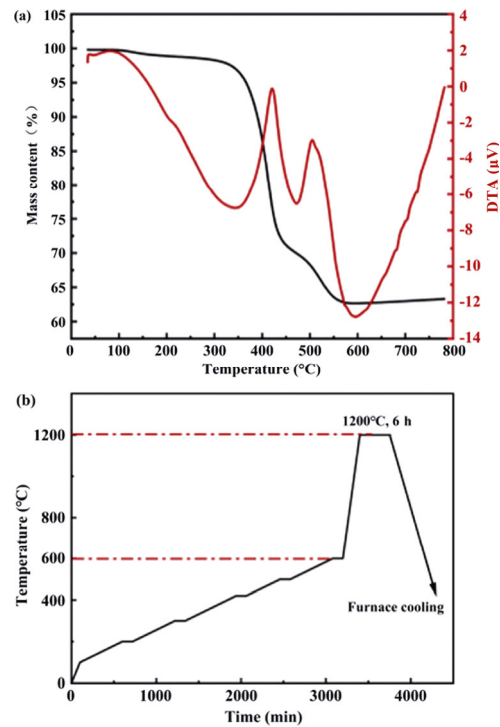 (a)
Mass content (%)
105
100
95
90
85
80
75
70
65
60
4
2
0
-2
-4
-6
-8
-10
-12
-14
DTA (μV)
0 100 200 300 400 500 600 700 800
Temperature (°C)
(b)
1200°C, 6 h
Temperature (°C)
1200
800
600
400
0
Furnace cooling
0 1000 2000 3000 4000
Time (min)